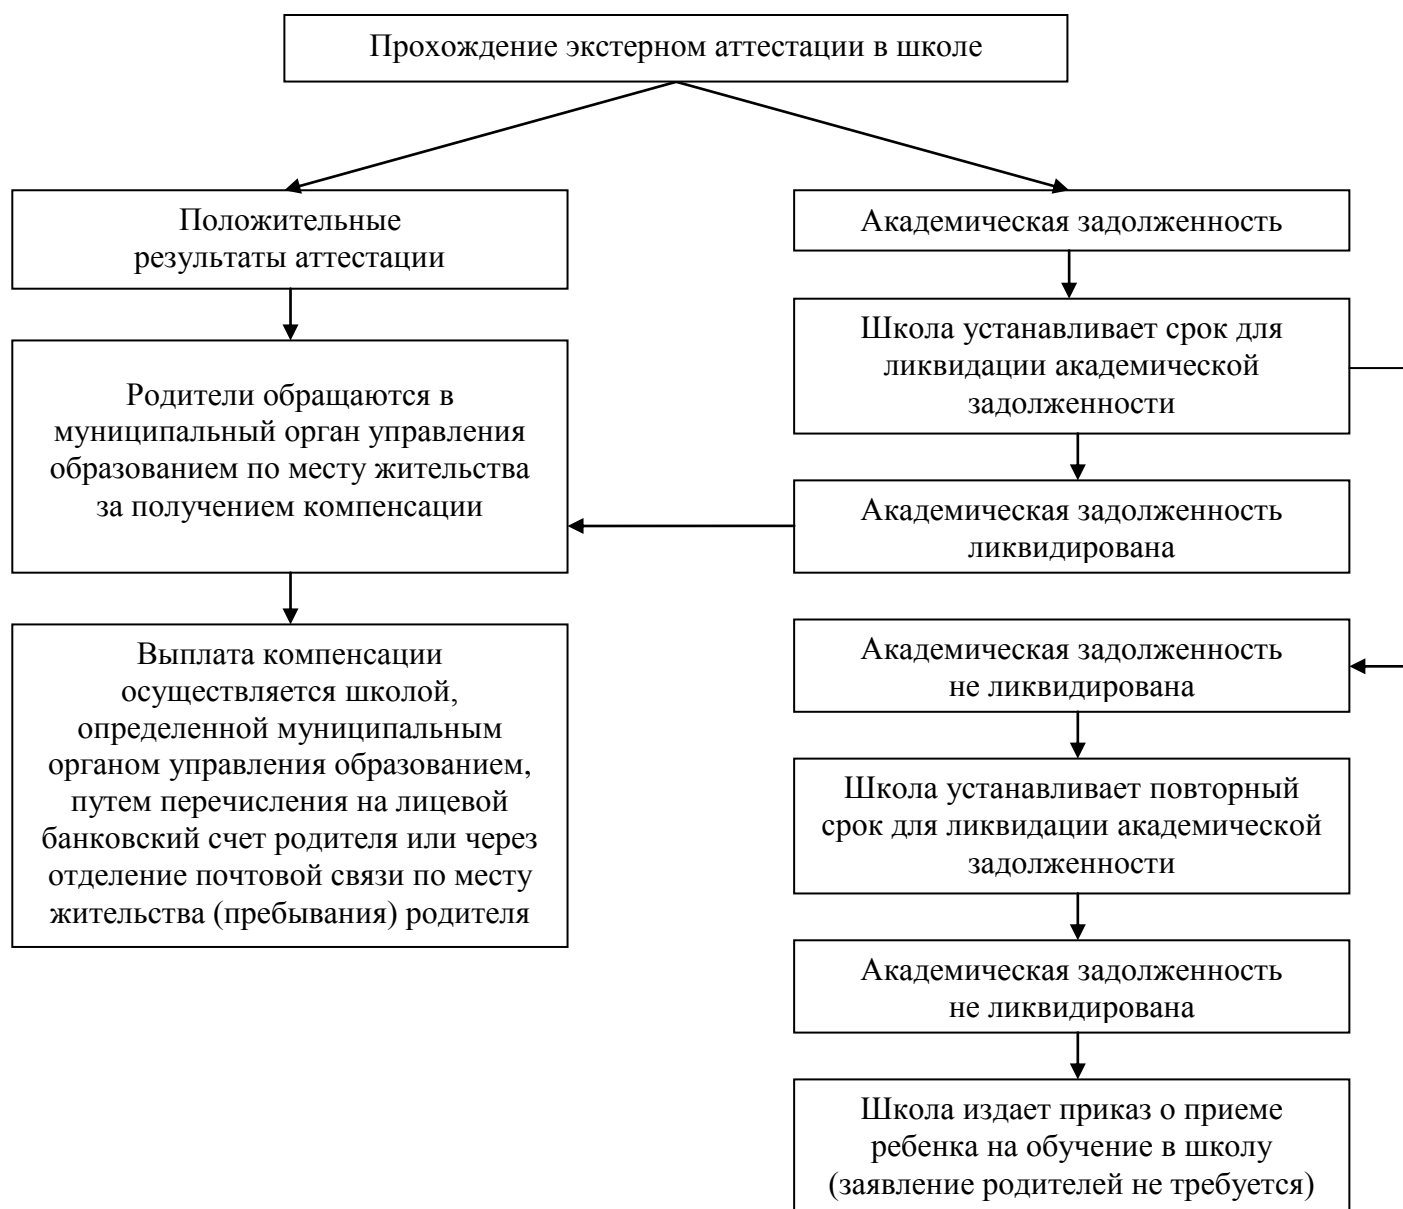 Прохождение экстерном аттестации в школе
Положительные
результаты аттестации
Родители обращаются в
муниципальный орган управления
образованием по месту жительства
за получением компенсации
Выплата компенсации
осуществляется школой,
определенной муниципальным
органом управления образованием,
путем перечисления на лицевой
банковский счет родителя или через
отделение почтовой связи по месту
жительства (пребывания) родителя
Академическая задолженность
Школа устанавливает срок для
ликвидации академической
задолженности
Академическая задолженность
ликвидирована
Академическая задолженность
не ликвидирована
Школа устанавливает повторный
срок для ликвидации академической
задолженности
Академическая задолженность
не ликвидирована
Школа издает приказ о приеме
ребенка на обучение в школу
(заявление родителей не требуется)